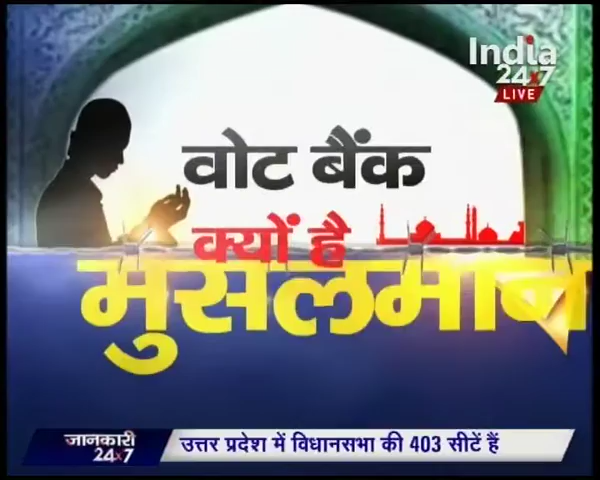 India
24x7
LIVE
वोट बैंक
क्यों है
मुसलमान
जानकारी
24x7
उत्तर प्रदेश में विधानसभा की 403 सीटें हैं